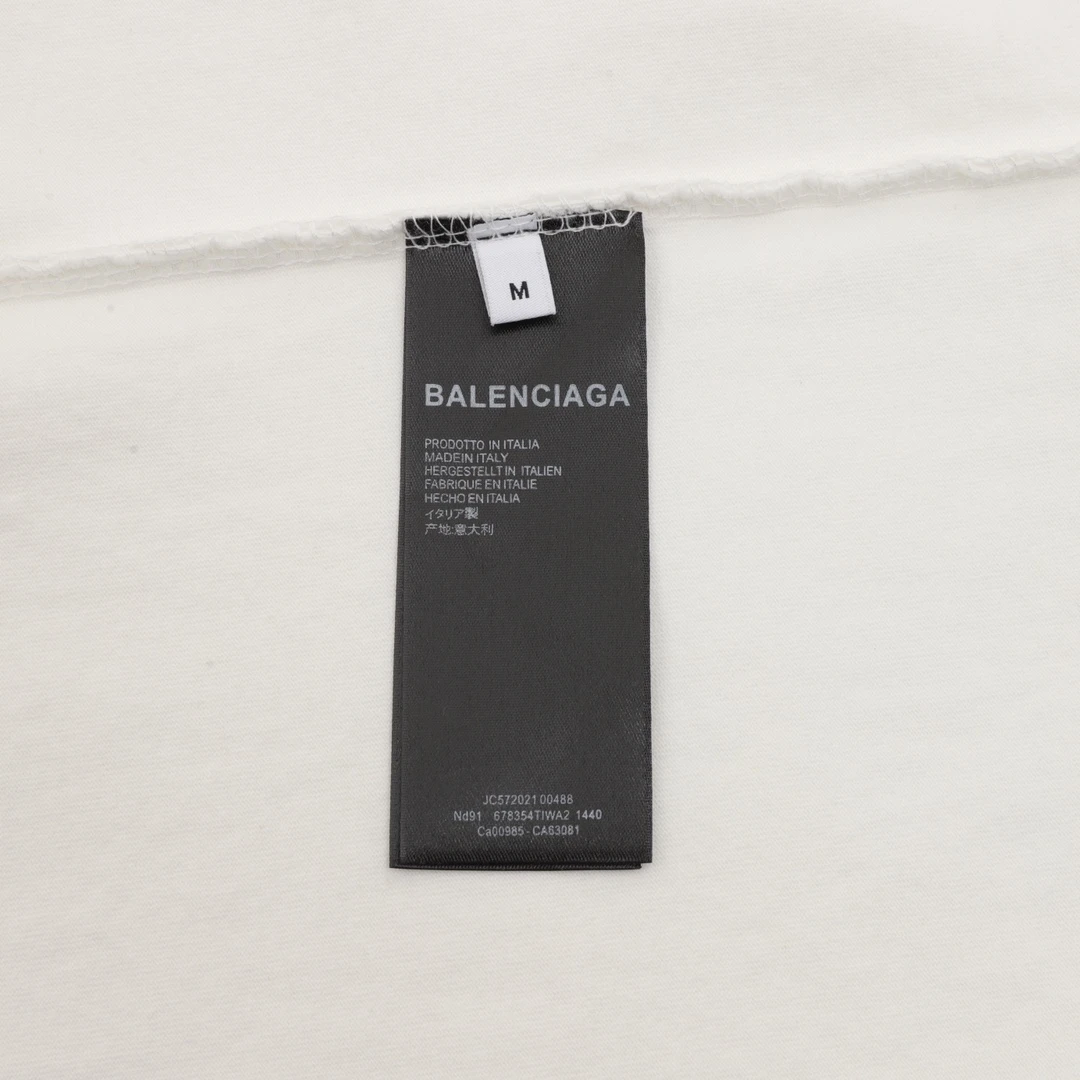 M
BALENCIAGA
PRODOTTO IN ITALIA
MADEIN ITALY
HERGESTELLT IN ITALIEN
FABRIQUE EN ITALIE
HECHO EN ITALIA
イタリア製
产地:意大利
JC57202100488
Nd91 678354TIWA2 1440
Ca00985-CA63081